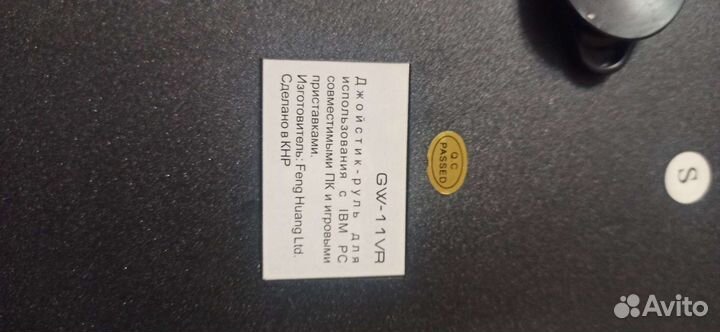 GW-11VR
Джойстик-руль для
использования с IBM PC
совместимыми ПК и игровыми
приставками.
Изготовитель: Feng Huang Ltd.
Сделано в КНР
QC
PASSED
S
Avito